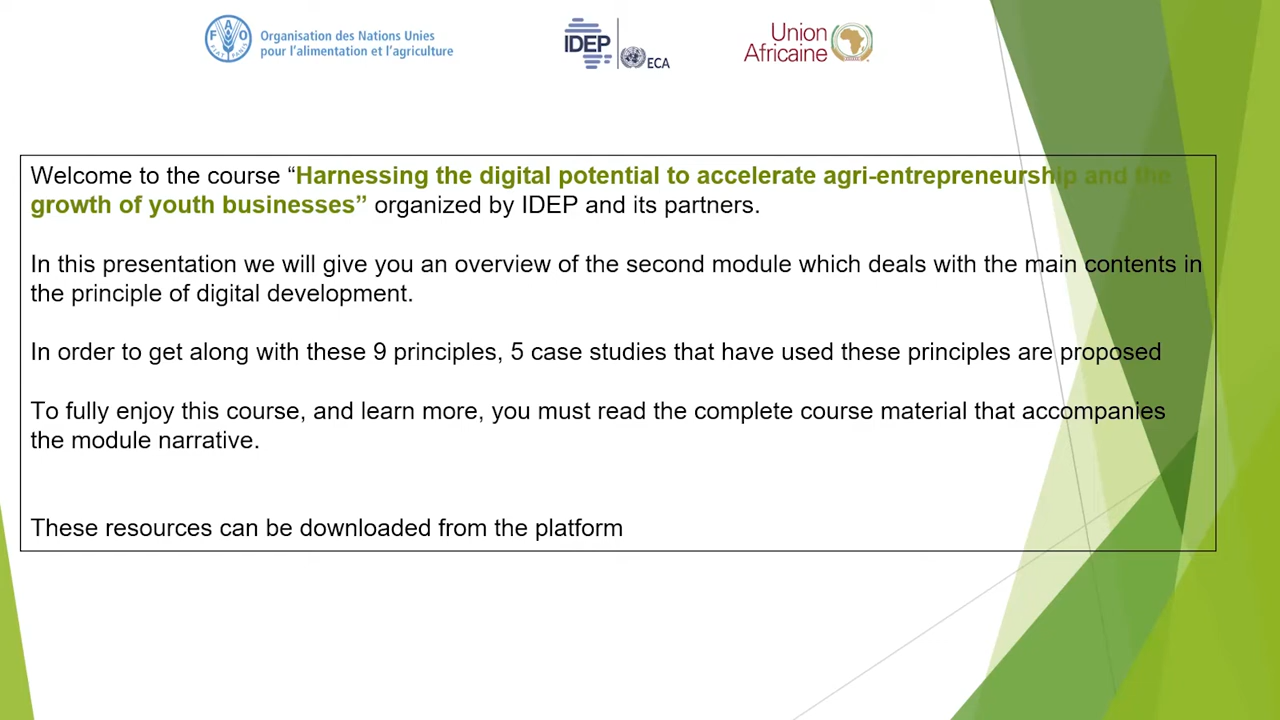 FAO
FIAT PANIS
Organisation des Nations Unies
pour l'alimentation et l'agriculture
IDEP
ECA
Union
Africaine
Welcome to the course “Harnessing the digital potential to accelerate agri-entrepreneurship and the
growth of youth businesses” organized by IDEP and its partners.
In this presentation we will give you an overview of the second module which deals with the main contents in
the principle of digital development.
In order to get along with these 9 principles, 5 case studies that have used these principles are proposed
To fully enjoy this course, and learn more, you must read the complete course material that accompanies
the module narrative.
These resources can be downloaded from the platform